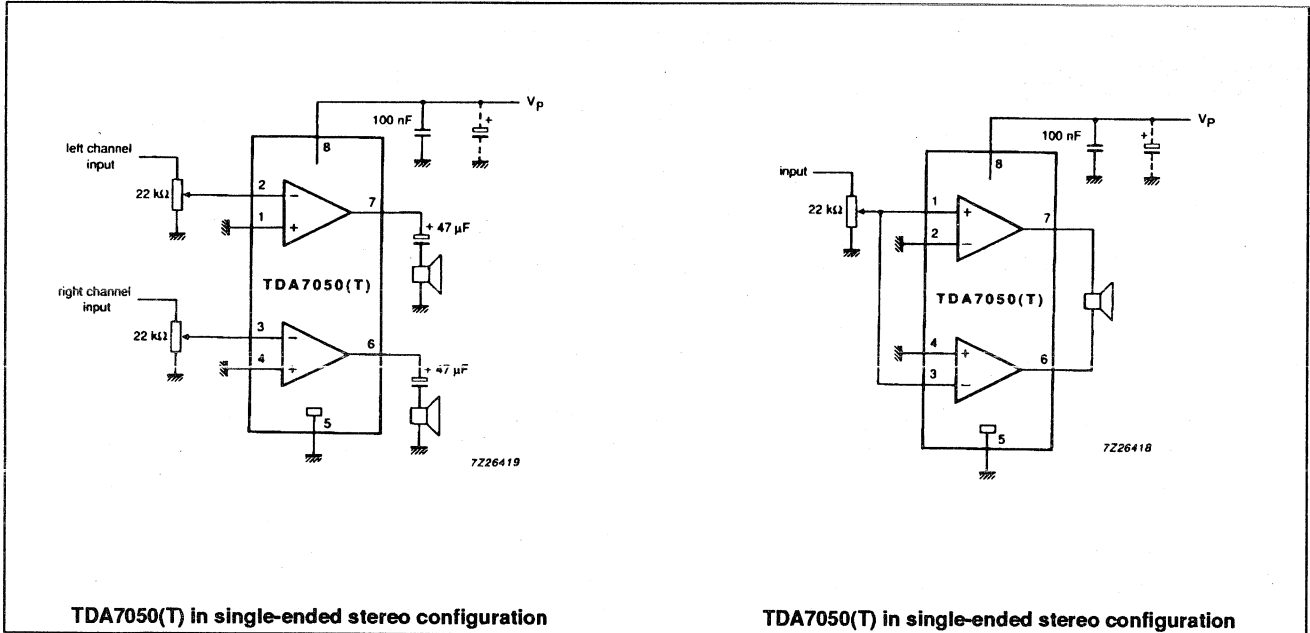 VP
100 nF
+
8
left channel
input
22 kΩ
2
−
1
+
7
+ 47 µF
TDA7050(T)
right channel
input
22 kΩ
3
−
4
+
6
+ 47 µF
5
7Z26419
TDA7050(T) in single-ended stereo configuration
VP
100 nF
+
8
input
22 kΩ
1
+
2
−
7
TDA7050(T)
4
+
3
−
6
5
7Z26418
TDA7050(T) in single-ended stereo configuration